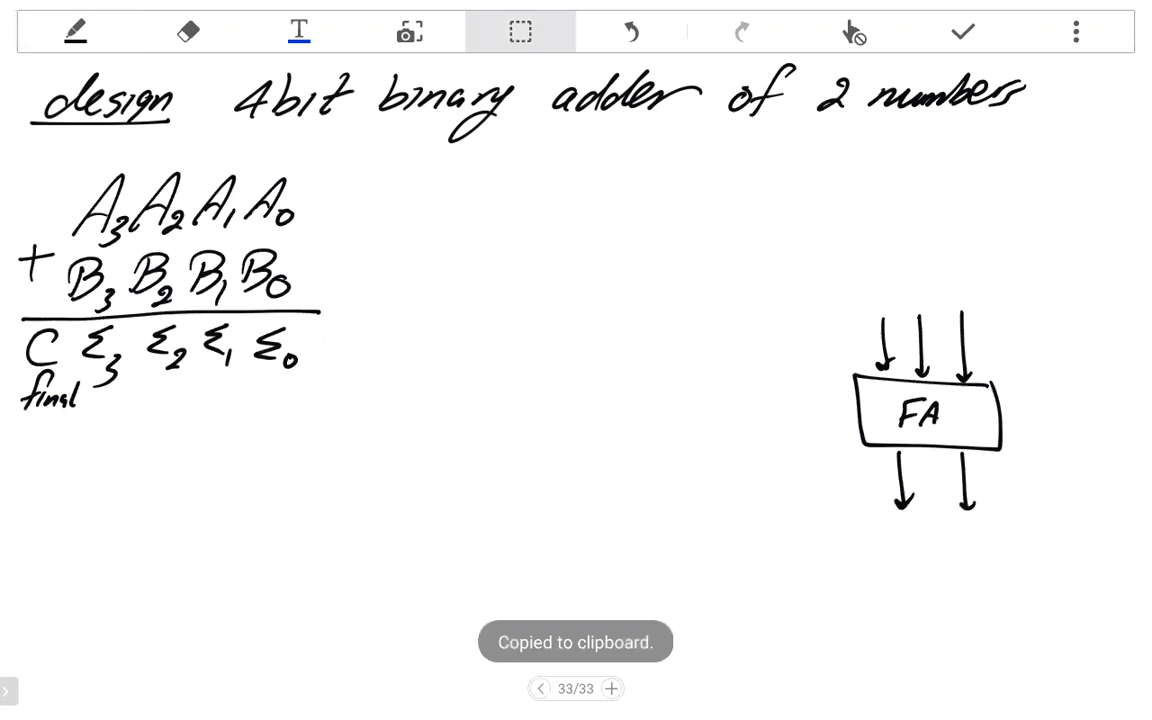 T
design 4bit binary adder of 2 numbers
A₃ A₂ A₁ A₀
+ B₃ B₂ B₁ B₀
C Σ₃ Σ₂ Σ₁ Σ₀
final
FA
Copied to clipboard.
33/33